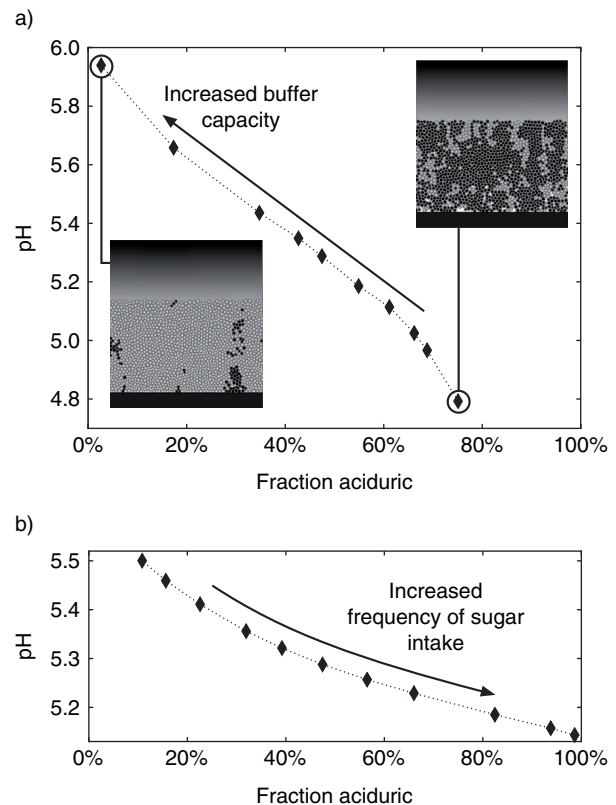 a)
6.0
5.8
5.6
5.4
5.2
5.0
4.8
pH
Increased buffer
capacity
0%
20%
40%
60%
80%
100%
Fraction aciduric
b)
5.5
5.4
5.3
5.2
pH
Increased
frequency of sugar
intake
0%
20%
40%
60%
80%
100%
Fraction aciduric